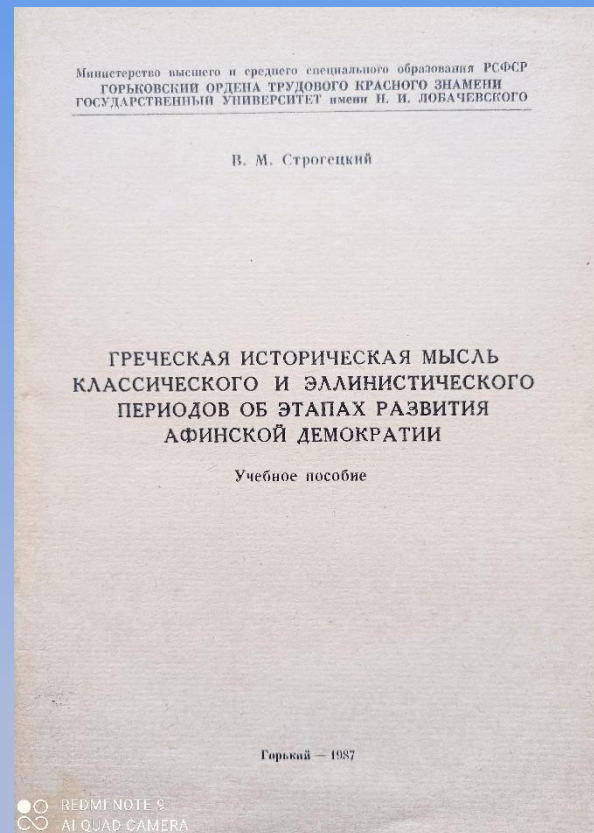 Министерство высшего и среднего специального образования РСФСР
ГОРЬКОВСКИЙ ОРДЕНА ТРУДОВОГО КРАСНОГО ЗНАМЕНИ
ГОСУДАРСТВЕННЫЙ УНИВЕРСИТЕТ имени Н. И. ЛОБАЧЕВСКОГО
В. М. Строгецкий
ГРЕЧЕСКАЯ ИСТОРИЧЕСКАЯ МЫСЛЬ
КЛАССИЧЕСКОГО И ЭЛЛИНИСТИЧЕСКОГО
ПЕРИОДОВ ОБ ЭТАПАХ РАЗВИТИЯ
АФИНСКОЙ ДЕМОКРАТИИ
Учебное пособие
Горький — 1987
REDMI NOTE 9
AI QUAD CAMERA